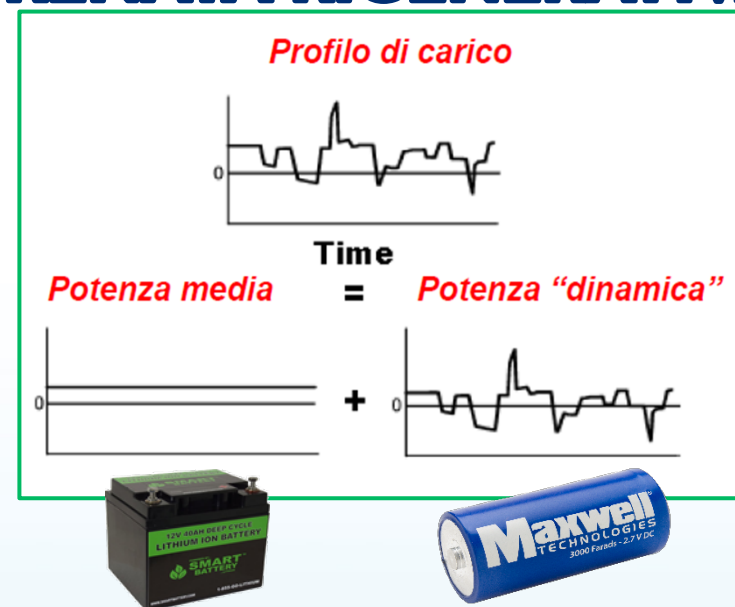 Profilo di carico
0
Time
Potenza media = Potenza “dinamica”
0 + 0
12V 40AH DEEP CYCLE
LITHIUM ION BATTERY
SMART
BATTERY
Maxwell
TECHNOLOGIES
3000 Farads - 2.7 V DC